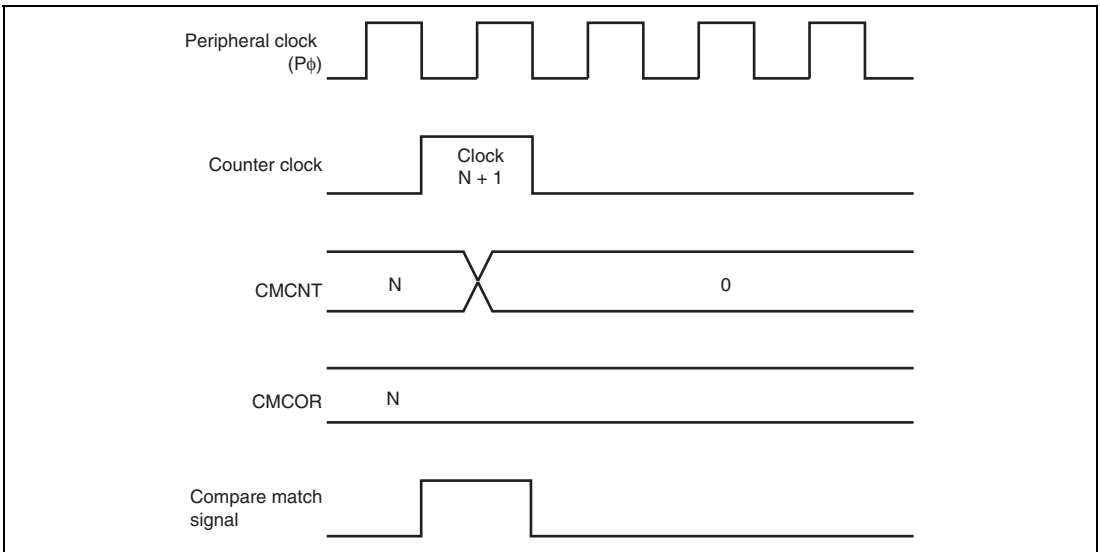 Peripheral clock
(Pφ)
Counter clock
Clock
N + 1
CMCNT
N
0
CMCOR
N
Compare match
signal